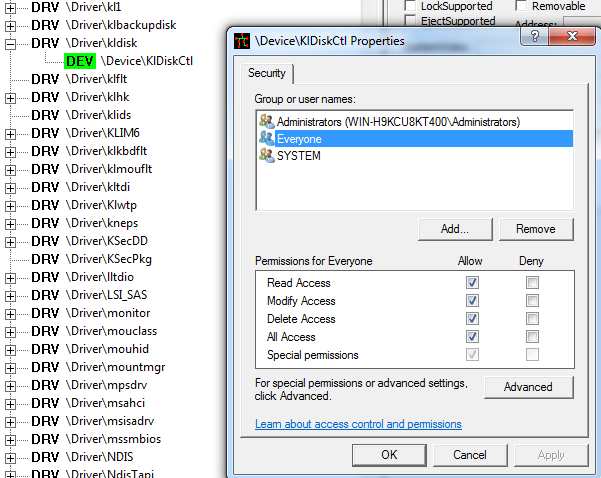 DRV \Driver\kl1
DRV \Driver\klbackupdisk
DRV \Driver\kldisk
DEV \Device\KlDiskCtl
DRV \Driver\klflt
DRV \Driver\klhk
DRV \Driver\klids
DRV \Driver\KLIM6
DRV \Driver\klkbdflt
DRV \Driver\klmouflt
DRV \Driver\kltdi
DRV \Driver\Klwtp
DRV \Driver\kneps
DRV \Driver\KSecDD
DRV \Driver\KSecPkg
DRV \Driver\lltdio
DRV \Driver\LSI_SAS
DRV \Driver\monitor
DRV \Driver\mouclass
DRV \Driver\mouhid
DRV \Driver\mountmgr
DRV \Driver\mpsdrv
DRV \Driver\msahci
DRV \Driver\msisadrv
DRV \Driver\mssmbios
DRV \Driver\NDIS
DRV \Driver\NdisTapi
LockSupported
Removable
EjectSupported
Address:
\Device\KlDiskCtl Properties
Security
Group or user names:
Administrators (WIN-H9KCU8KT400\Administrators)
Everyone
SYSTEM
Add...
Remove
Permissions for Everyone Allow Deny
Read Access
Modify Access
Delete Access
All Access
Special permissions
For special permissions or advanced settings,
click Advanced.
Advanced
Learn about access control and permissions
OK
Cancel
Apply